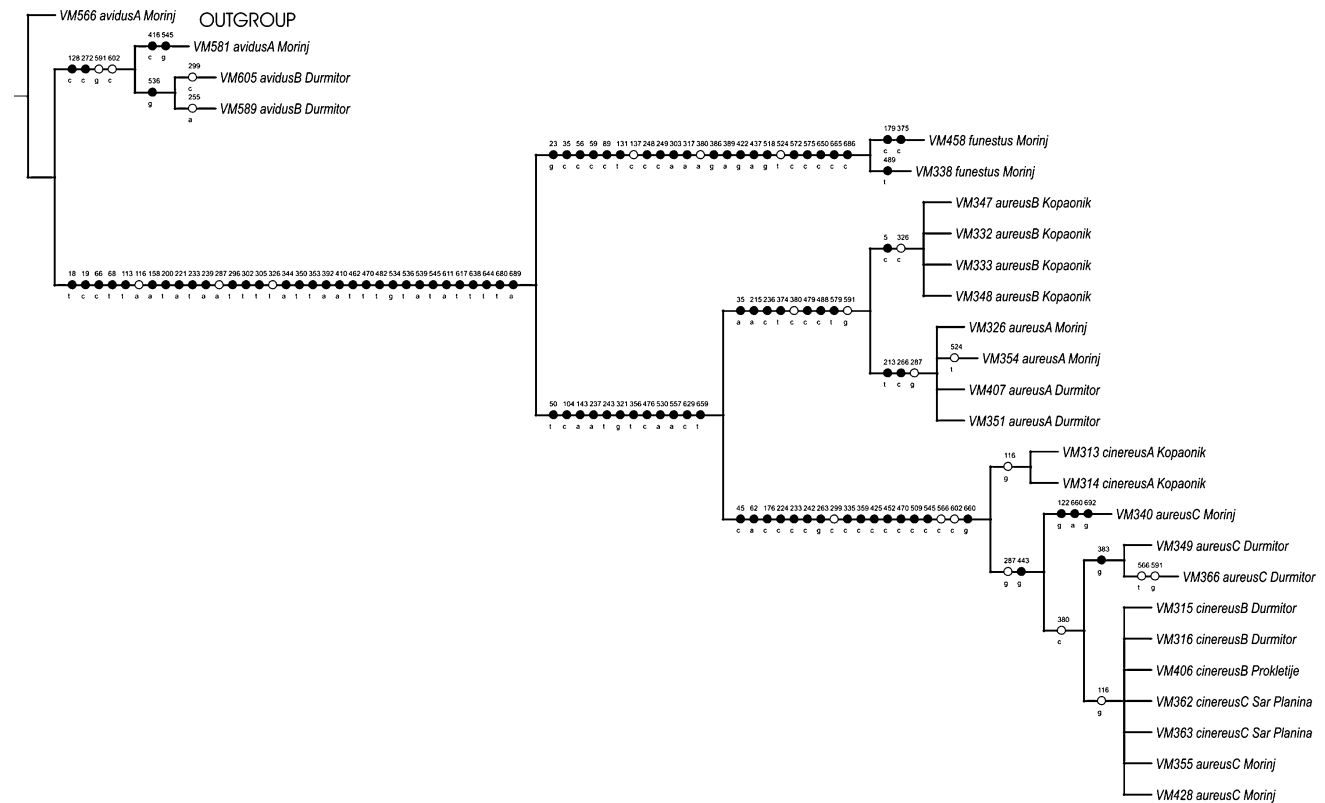 VM566 avidusA Morinj
OUTGROUP
416 545
c g
VM581 avidusA Morinj
128 272 591 602
c c g c
299
c
VM605 avidusB Durmitor
536
g
255
a
VM589 avidusB Durmitor
179 375
c c
VM458 funestus Morinj
23 35 56 59 89 131 137 248 249 303 317 380 386 389 422 437 518 524 572 575 650 665 686
g c c c c t c c c a a a g a g a g t c c c c c
489
t
VM338 funestus Morinj
VM347 aureusB Kopaonik
VM332 aureusB Kopaonik
5 326
c c
VM333 aureusB Kopaonik
VM348 aureusB Kopaonik
18 19 66 68 113 116 158 200 221 233 239 287 296 302 305 326 344 350 353 392 410 462 470 482 534 536 539 545 611 617 638 644 680 689
t c c t t a a t a t a a a t t t t a t t a a t t t g t a t a t t t t a
35 215 236 374 380 479 488 579 591
a a c t c c c t g
VM326 aureusA Morinj
524
t
VM354 aureusA Morinj
213 266 287
t c g
VM407 aureusA Durmitor
VM351 aureusA Durmitor
50 104 143 237 243 321 356 476 530 557 629 659
t c a a t g t c a a c t
VM313 cinereusA Kopaonik
116
g
VM314 cinereusA Kopaonik
122 660 692
g a g
VM340 aureusC Morinj
45 62 176 224 233 242 263 299 335 359 425 452 470 509 545 566 602 660
c a c c c c g c c c c c c c c c c g
VM349 aureusC Durmitor
383
g
287 443
g g
566 591
t g
VM366 aureusC Durmitor
VM315 cinereusB Durmitor
380
c
VM316 cinereusB Durmitor
VM406 cinereusB Prokletije
116
g
VM362 cinereusC Sar Planina
VM363 cinereusC Sar Planina
VM355 aureusC Morinj
VM428 aureusC Morinj